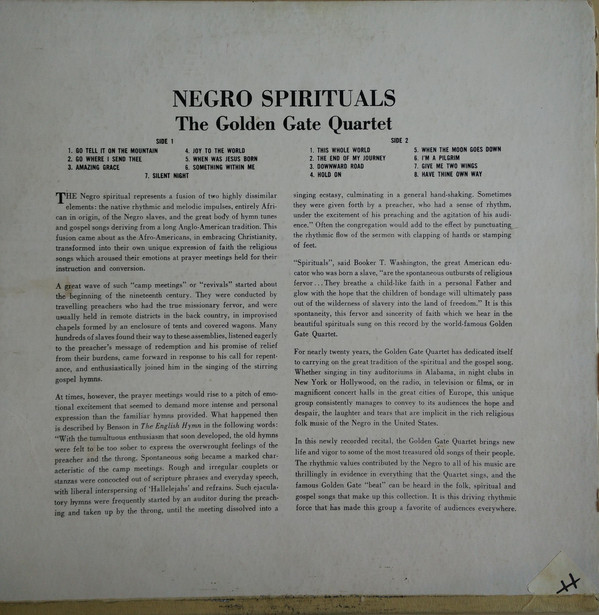 NEGRO SPIRITUALS
The Golden Gate Quartet
SIDE 1
1. GO TELL IT ON THE MOUNTAIN
2. GO WHERE I SEND THEE
3. AMAZING GRACE
4. JOY TO THE WORLD
5. WHEN WAS JESUS BORN
6. SOMETHING WITHIN ME
7. SILENT NIGHT
SIDE 2
1. THIS WHOLE WORLD
2. THE END OF MY JOURNEY
3. DOWNWARD ROAD
4. HOLD ON
5. WHEN THE MOON GOES DOWN
6. I'M A PILGRIM
7. GIVE ME TWO WINGS
8. HAVE THINE OWN WAY
THE Negro spiritual represents a fusion of two highly dissimilar
elements: the native rhythmic and melodic impulses, entirely Afri-
can in origin, of the Negro slaves, and the great body of hymn tunes
and gospel songs deriving from a long Anglo-American tradition. This
fusion came about as the Afro-Americans, in embracing Christianity,
transformed into their own unique expression of faith the religious
songs which aroused their emotions at prayer meetings held for their
instruction and conversion.
A great wave of such "camp meetings" or "revivals" started about
the beginning of the nineteenth century. They were conducted by
travelling preachers who had the true missionary fervor, and were
usually held in remote districts in the back country, in improvised
chapels formed by an enclosure of tents and covered wagons. Many
hundreds of slaves found their way to these assemblies, listened eagerly
to the preacher's message of redemption and his promise of relief
from their burdens, came forward in response to his call for repent-
ance, and enthusiastically joined him in the singing of the stirring
gospel hymns.
At times, however, the prayer meetings would rise to a pitch of emo-
tional excitement that seemed to demand more intense and personal
expression than the familiar hymns provided. What happened then
is described by Benson in The English Hymn in the following words:
"With the tumultuous enthusiasm that soon developed, the old hymns
were felt to be too sober to express the overwrought feelings of the
preacher and the throng. Spontaneous song became a marked char-
acteristic of the camp meetings. Rough and irregular couplets or
stanzas were concocted out of scripture phrases and everyday speech,
with liberal interspersing of 'Hallelejahs' and refrains. Such ejacula-
tory hymns were frequently started by an auditor during the preach-
ing and taken up by the throng, until the meeting dissolved into a
singing ecstasy, culminating in a general hand-shaking. Sometimes
they were given forth by a preacher, who had a sense of rhythm,
under the excitement of his preaching and the agitation of his audi-
ence." Often the congregation would add to the effect by punctuating
the rhythmic flow of the sermon with clapping of hands or stamping
of feet.
"Spirituals", said Booker T. Washington, the great American edu-
cator who was born a slave, "are the spontaneous outbursts of religious
fervor . . . They breathe a child-like faith in a personal Father and
glow with the hope that the children of bondage will ultimately pass
out of the wilderness of slavery into the land of freedom." It is this
spontaneity, this fervor and sincerity of faith which we hear in the
beautiful spirituals sung on this record by the world-famous Golden
Gate Quartet.
For nearly twenty years, the Golden Gate Quartet has dedicated itself
to carrying on the great tradition of the spiritual and the gospel song.
Whether singing in tiny auditoriums in Alabama, in night clubs in
New York or Hollywood, on the radio, in television or films, or in
magnificent concert halls in the great cities of Europe, this unique
group consistently manages to convey to its audiences the hope and
despair, the laughter and tears that are implicit in the rich religious
folk music of the Negro in the United States.
In this newly recorded recital, the Golden Gate Quartet brings new
life and vigor to some of the most treasured old songs of their people.
The rhythmic values contributed by the Negro to all of his music are
thrillingly in evidence in everything that the Quartet sings, and the
famous Golden Gate "beat" can be heard in the folk, spiritual and
gospel songs that make up this collection. It is this driving rhythmic
force that has made this group a favorite of audiences everywhere.